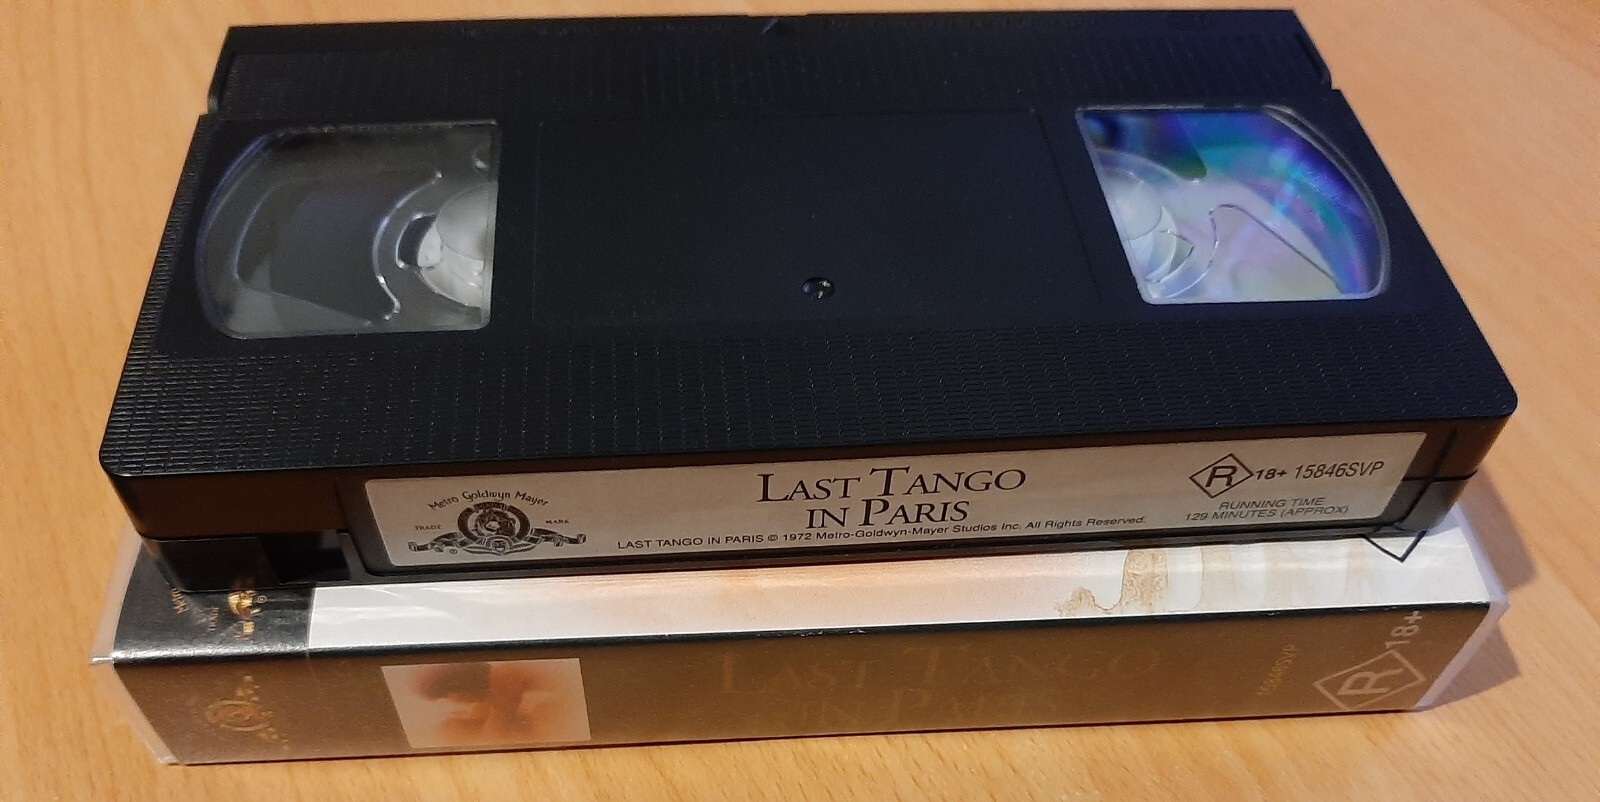 Metro Goldwyn Mayer
TRADE MARK
LAST TANGO
IN PARIS
LAST TANGO IN PARIS © 1972 Metro-Goldwyn-Mayer Studios Inc. All Rights Reserved.
R 18+ 15846SVP
RUNNING TIME
129 MINUTES (APPROX)
LAST TANGO
IN PARIS
15846SVP
R 18+